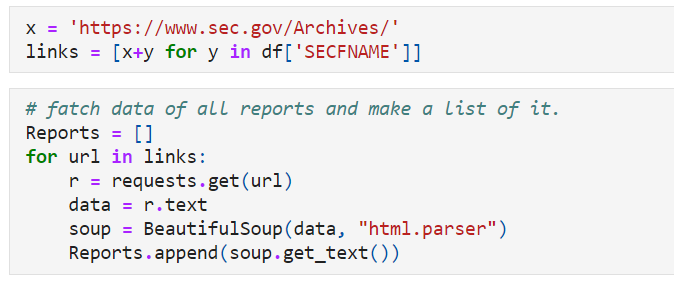 x = 'https://www.sec.gov/Archives/'
links = [x+y for y in df['SECFNAME']]
# fatch data of all reports and make a list of it.
Reports = []
for url in links:
    r = requests.get(url)
    data = r.text
    soup = BeautifulSoup(data, "html.parser")
    Reports.append(soup.get_text())